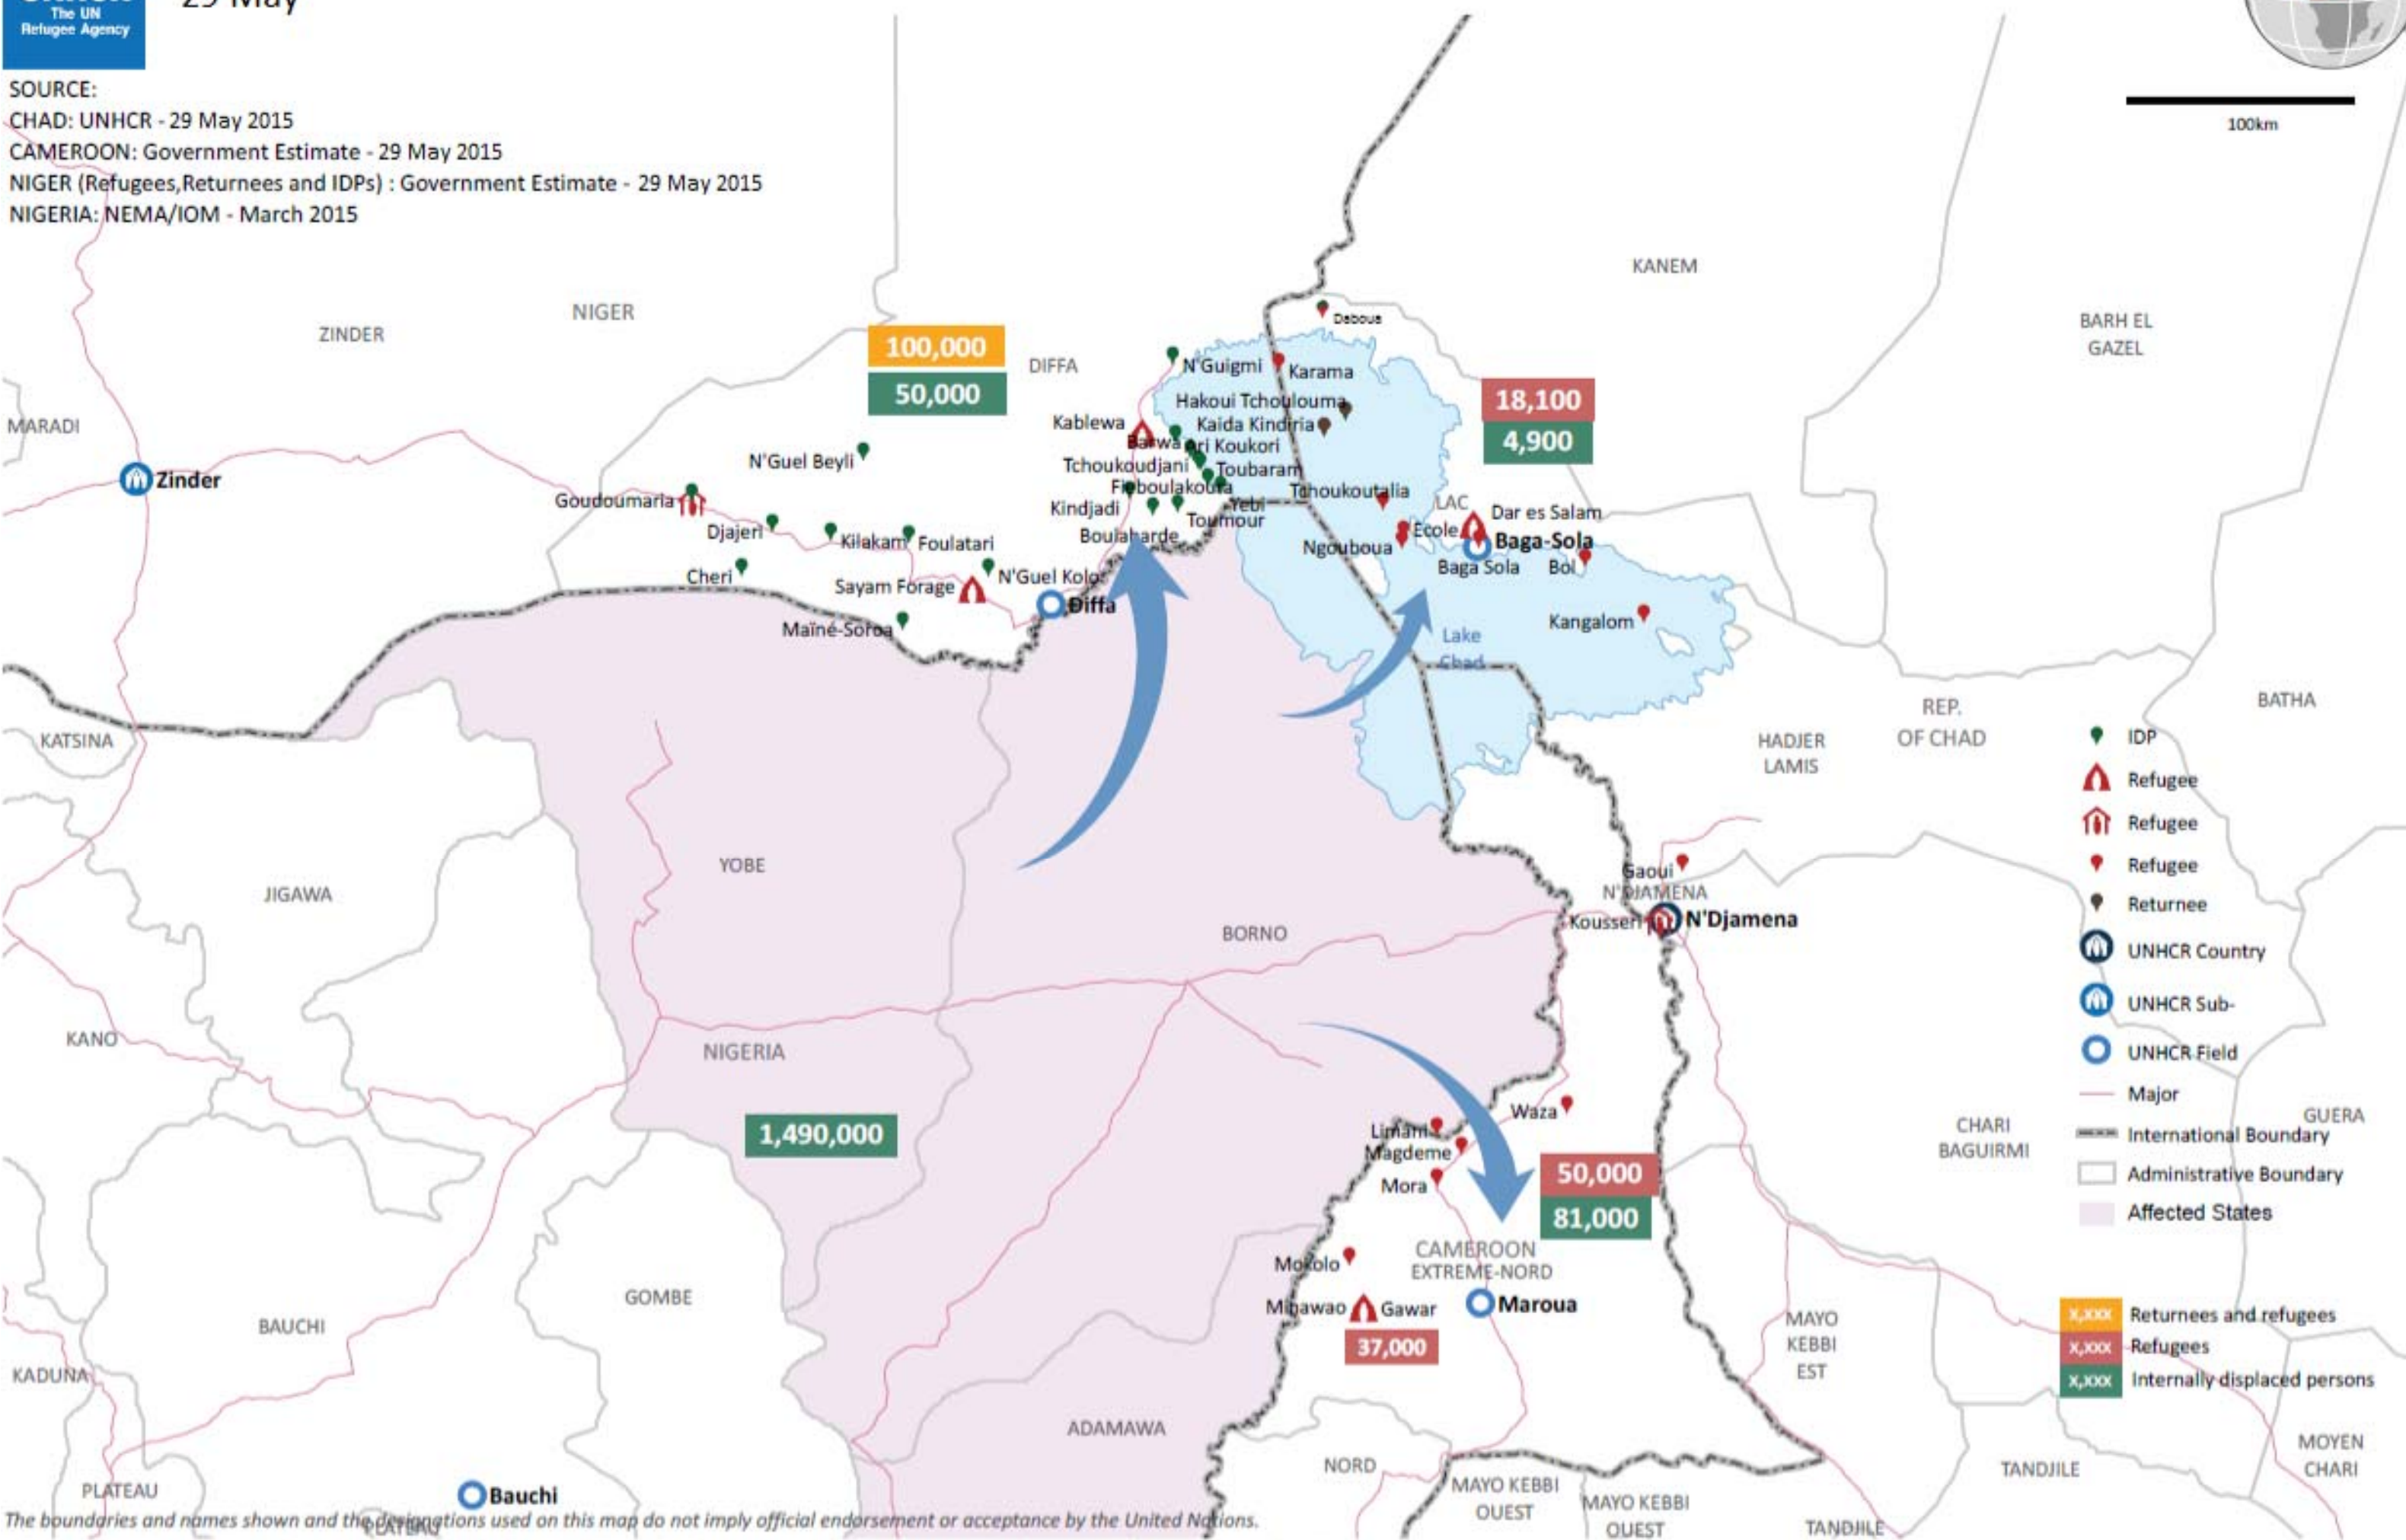 29 May
The UN
Refugee Agency
SOURCE:
CHAD: UNHCR - 29 May 2015
CAMEROON: Government Estimate - 29 May 2015
NIGER (Refugees,Returnees and IDPs) : Government Estimate - 29 May 2015
NIGERIA: NEMA/IOM - March 2015
100km
KANEM
NIGER
ZINDER
BARH EL
GAZEL
Daboua
100,000
50,000
DIFFA
N'Guigmi
Karama
18,100
4,900
MARADI
Hakoui Tchoulouma
Kablewa
Kaida Kindiria
Barwa
Ari Koukori
N'Guel Beyli
Tchoukoudjani
Toubaram
Zinder
Tchoukoutalia
Goudoumaria
Kindjadi
Yebi
LAC
Dar es Salam
Toumour
Djajeri
Kilakam
Foulatari
Boulaharde
Ecole
Ngouboua
Baga-Sola
Baga Sola
Bol
Cheri
N'Guel Kolo
Sayam Forage
Diffa
Maïné-Soroa
Kangalom
Lake
Chad
KATSINA
REP.
OF CHAD
BATHA
HADJER
LAMIS
IDP
Refugee
Refugee
Refugee
Returnee
UNHCR Country
UNHCR Sub-
UNHCR Field
Major
International Boundary
Administrative Boundary
Affected States
YOBE
JIGAWA
Gaoui
N'DJAMENA
Kousseri
N'Djamena
BORNO
KANO
NIGERIA
1,490,000
Waza
Limani
Magdeme
Mora
50,000
81,000
CHARI
BAGUIRMI
GUERA
CAMEROON
EXTREME-NORD
Mokolo
Minawao
Gawar
Maroua
37,000
GOMBE
BAUCHI
KADUNA
MAYO
KEBBI
EST
x,xxx Returnees and refugees
x,xxx Refugees
x,xxx Internally displaced persons
ADAMAWA
NORD
MAYO KEBBI
OUEST
MAYO KEBBI
OUEST
TANDJILE
MOYEN
CHARI
TANDJILE
PLATEAU
Bauchi
PLATEAU
The boundaries and names shown and the designations used on this map do not imply official endorsement or acceptance by the United Nations.